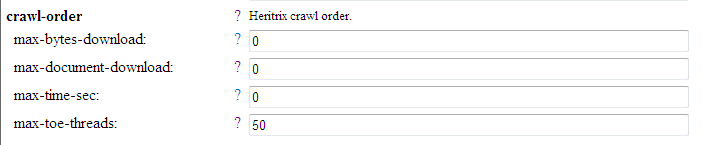 crawl-order ? Heritrix crawl order.
max-bytes-download: ? 0
max-document-download: ? 0
max-time-sec: ? 0
max-toe-threads: ? 50